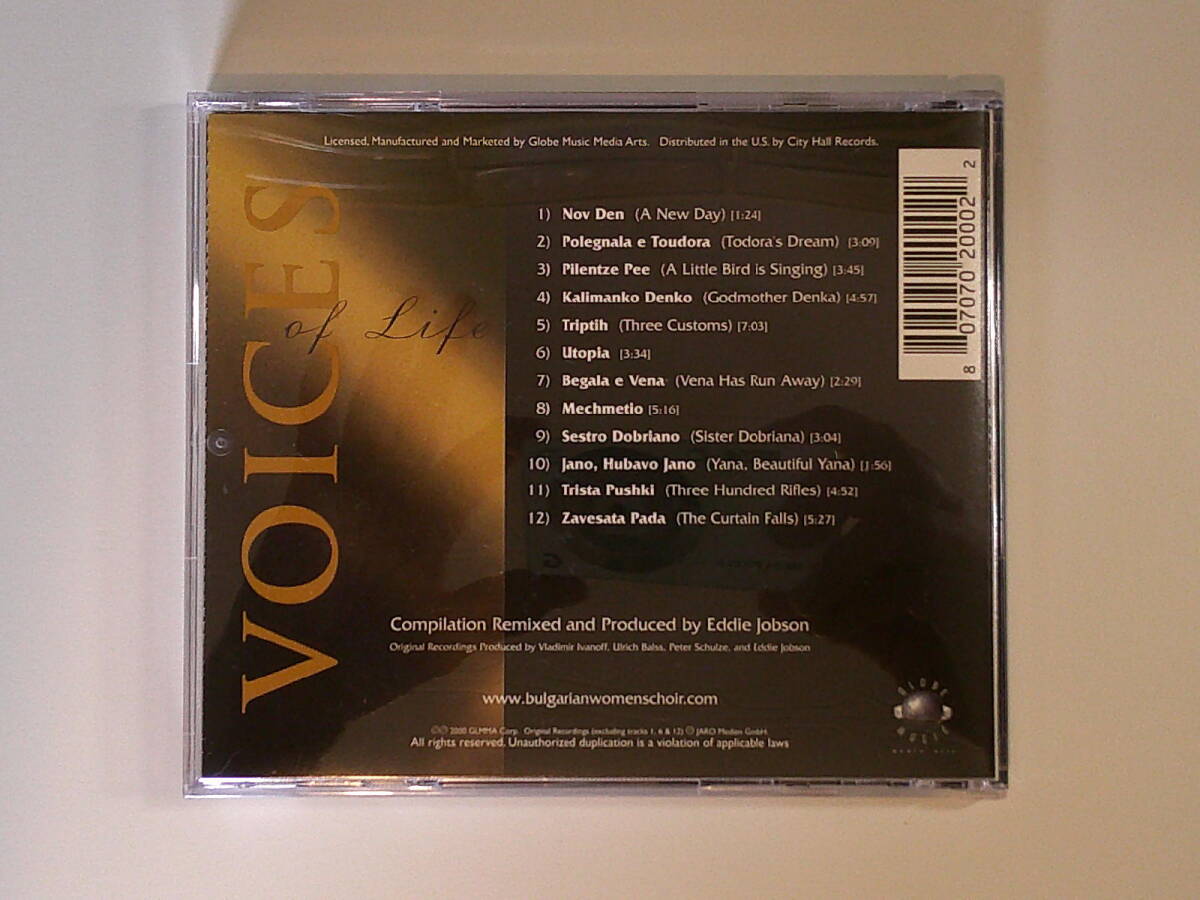 Licensed, Manufactured and Marketed by Globe Music Media Arts. Distributed in the U.S. by City Hall Records.
VOICES
of Life
1) Nov Den (A New Day) [1:24]
2) Polegnala e Toudora (Todora's Dream) [3:09]
3) Pilentze Pee (A Little Bird is Singing) [3:45]
4) Kalimanko Denko (Godmother Denka) [4:57]
5) Triptih (Three Customs) [7:03]
6) Utopia [3:34]
7) Begala e Vena (Vena Has Run Away) [2:29]
8) Mechmetio [5:16]
9) Sestro Dobriano (Sister Dobriana) [3:04]
10) Jano, Hubavo Jano (Yana, Beautiful Yana) [1:56]
11) Trista Pushki (Three Hundred Rifles) [4:52]
12) Zavesata Pada (The Curtain Falls) [5:27]
8 07070 20002 2
Compilation Remixed and Produced by Eddie Jobson
Original Recordings Produced by Vladimir Ivanoff, Ulrich Balss, Peter Schulze, and Eddie Jobson
www.bulgarianwomenschoir.com
©℗ 2000 GLMMA Corp. Original Recordings (excluding tracks 1, 6 & 12) ℗ JARO Medien GmbH.
All rights reserved. Unauthorized duplication is a violation of applicable laws
GLOBE
MUSIC
media arts